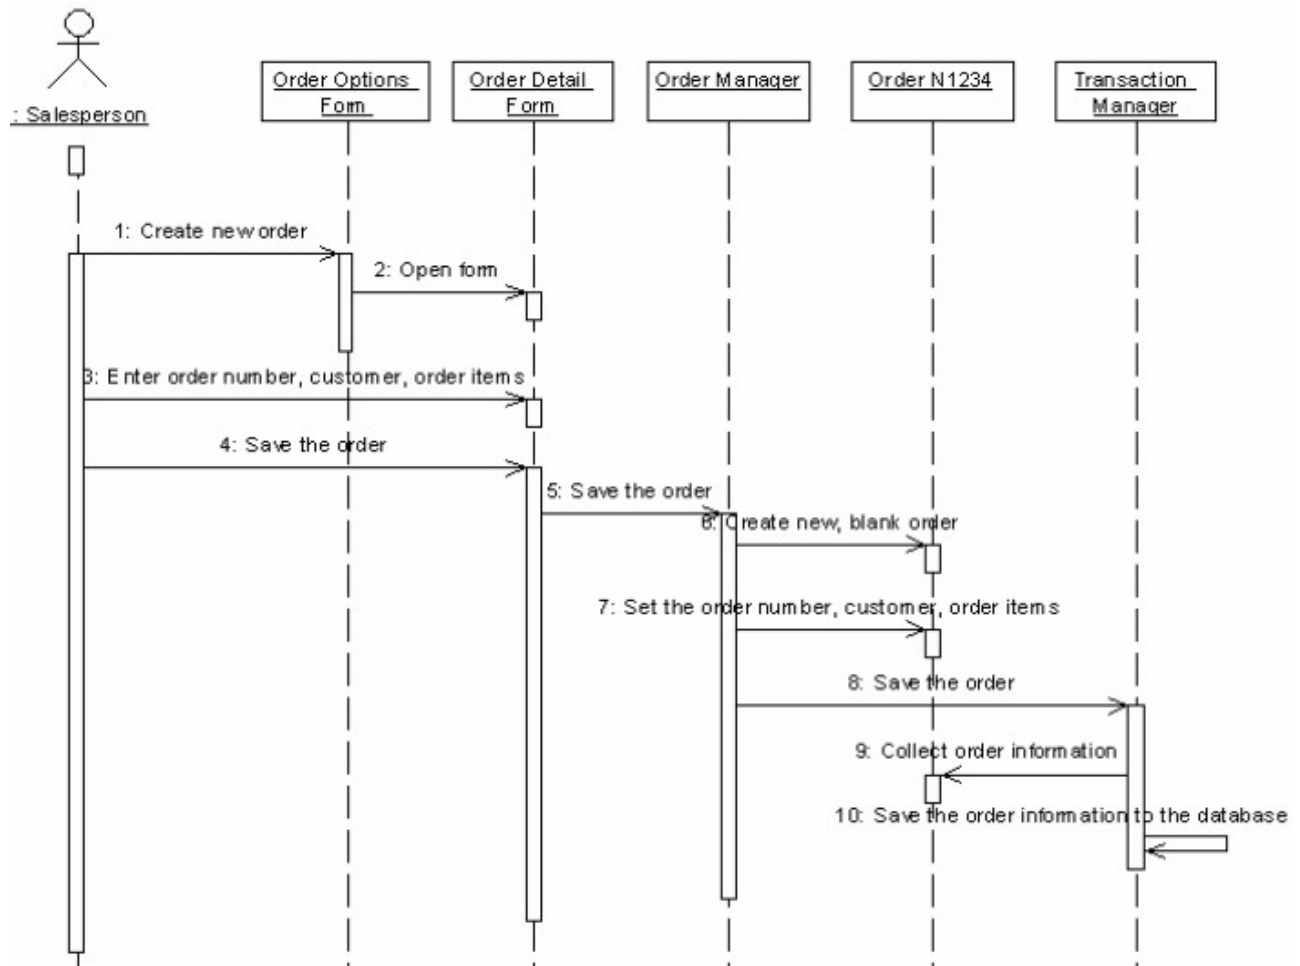 Order Options
Form
Order Detail
Form
Order Manager
Order N1234
Transaction
Manager
: Salesperson
1: Create new order
2: Open form
3: Enter order number, customer, order items
4: Save the order
5: Save the order
6: Create new, blank order
7: Set the order number, customer, order items
8: Save the order
9: Collect order information
10: Save the order information to the database